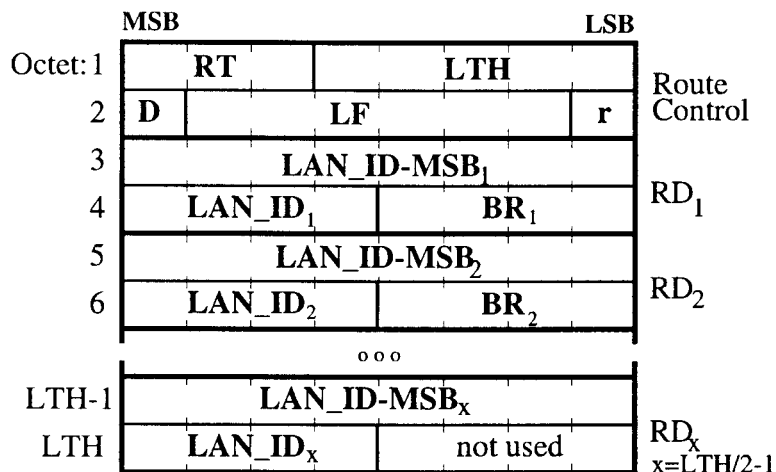 MSB LSB
Octet: 1 RT LTH
Route
Control
2 D LF r
3 LAN_ID-MSB₁
RD₁
4 LAN_ID₁ BR₁
5 LAN_ID-MSB₂
RD₂
6 LAN_ID₂ BR₂
ooo
LTH-1 LAN_ID-MSBₓ
RDₓ
LTH LAN_IDₓ not used
x=LTH/2-1